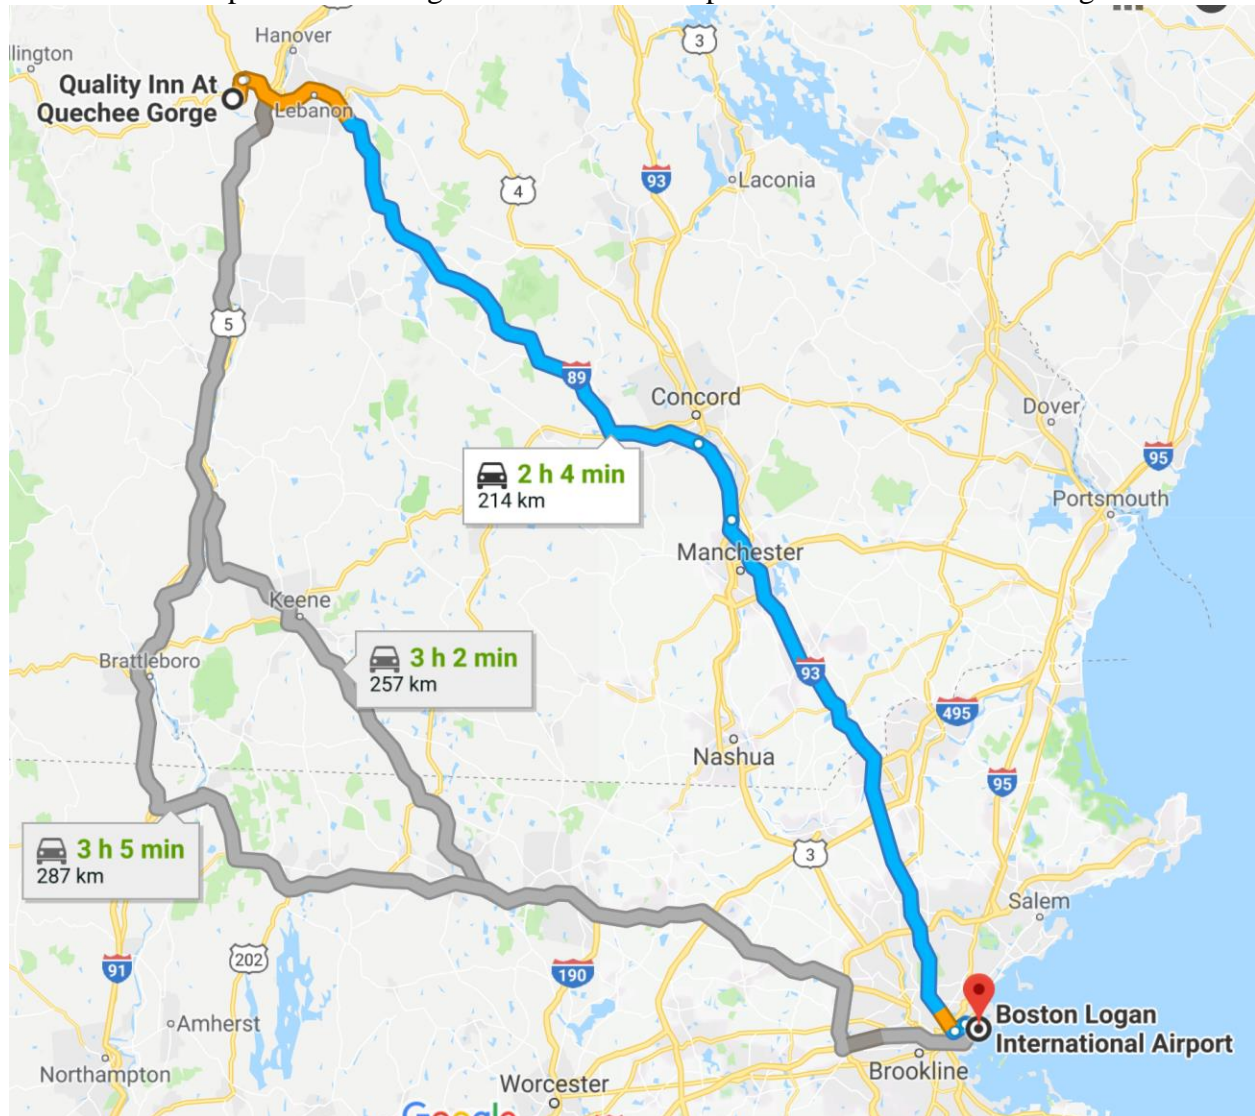 Hanover
3
Quality Inn At
Quechee Gorge
Lebanon
4
93
Laconia
5
89
Concord
Dover
95
2 h 4 min
214 km
Portsmouth
Manchester
Keene
Brattleboro
3 h 2 min
257 km
93
495
Nashua
95
3 h 5 min
287 km
3
Salem
91
202
190
Amherst
Boston Logan
International Airport
Northampton
Brookline
Worcester